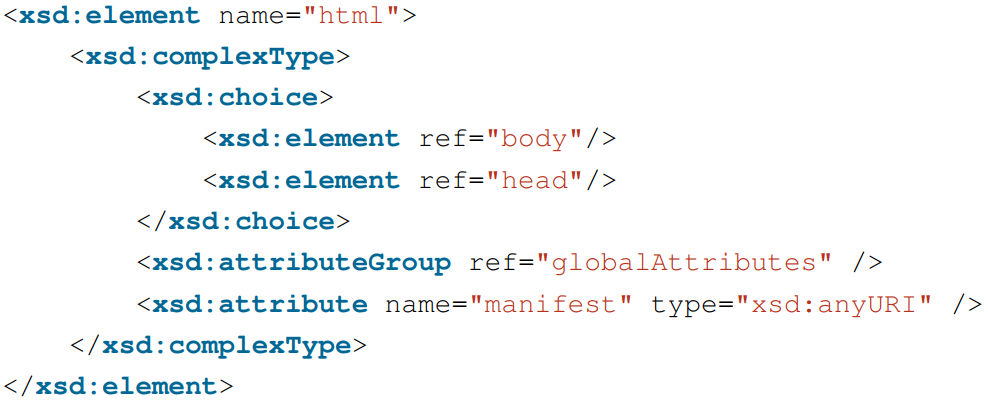 <xsd:element name="html">
    <xsd:complexType>
        <xsd:choice>
            <xsd:element ref="body"/>
            <xsd:element ref="head"/>
        </xsd:choice>
        <xsd:attributeGroup ref="globalAttributes" />
        <xsd:attribute name="manifest" type="xsd:anyURI" />
    </xsd:complexType>
</xsd:element>